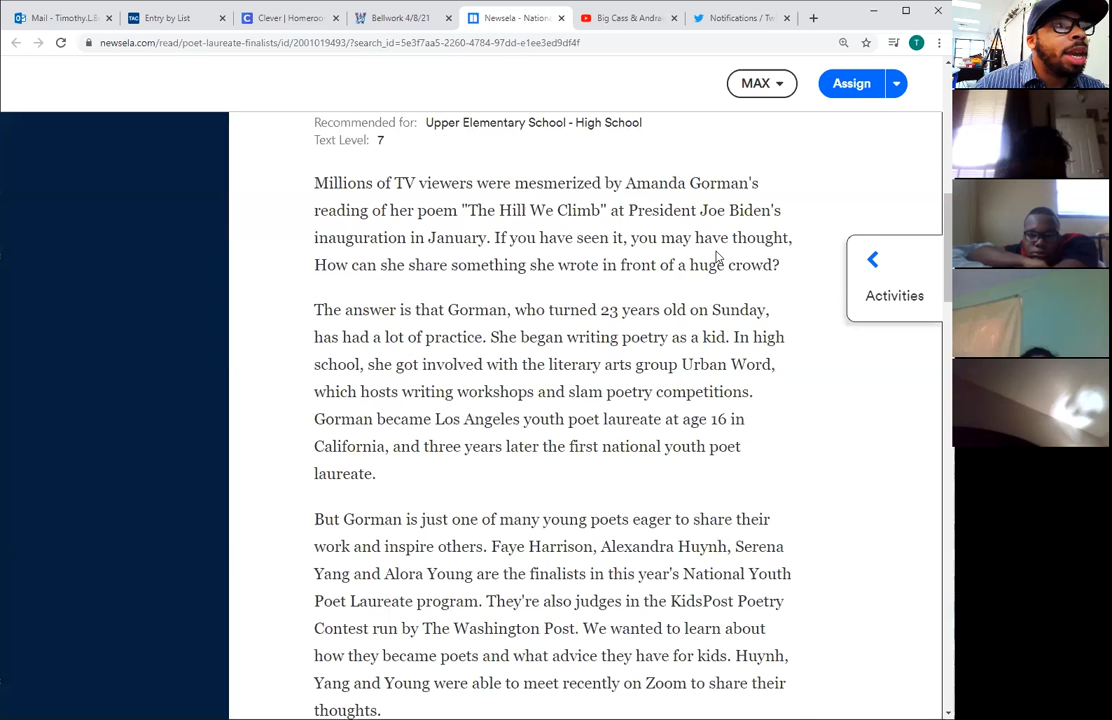 Mail - Timothy.L
Entry by List
Clever | Homeroo
Bellwork 4/8/21
Newsela - Nation
Big Cass & Andra
Notifications / Tw
newsela.com/read/poet-laureate-finalists/id/2001019493/?search_id=5e3f7aa5-2260-4784-97dd-e1ee3ed9df4f
T
MAX
Assign
Recommended for: Upper Elementary School - High School
Text Level: 7
Millions of TV viewers were mesmerized by Amanda Gorman's
reading of her poem "The Hill We Climb" at President Joe Biden's
inauguration in January. If you have seen it, you may have thought,
How can she share something she wrote in front of a huge crowd?
Activities
The answer is that Gorman, who turned 23 years old on Sunday,
has had a lot of practice. She began writing poetry as a kid. In high
school, she got involved with the literary arts group Urban Word,
which hosts writing workshops and slam poetry competitions.
Gorman became Los Angeles youth poet laureate at age 16 in
California, and three years later the first national youth poet
laureate.
But Gorman is just one of many young poets eager to share their
work and inspire others. Faye Harrison, Alexandra Huynh, Serena
Yang and Alora Young are the finalists in this year's National Youth
Poet Laureate program. They're also judges in the KidsPost Poetry
Contest run by The Washington Post. We wanted to learn about
how they became poets and what advice they have for kids. Huynh,
Yang and Young were able to meet recently on Zoom to share their
thoughts.